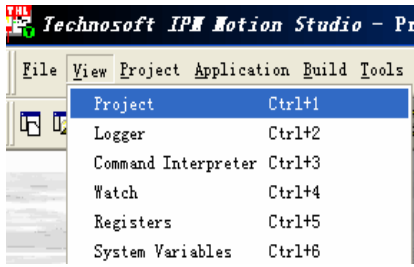 Technosoft IPM Motion Studio - Pr
File View Project Application Build Tools
Project Ctrl+1
Logger Ctrl+2
Command Interpreter Ctrl+3
Watch Ctrl+4
Registers Ctrl+5
System Variables Ctrl+6